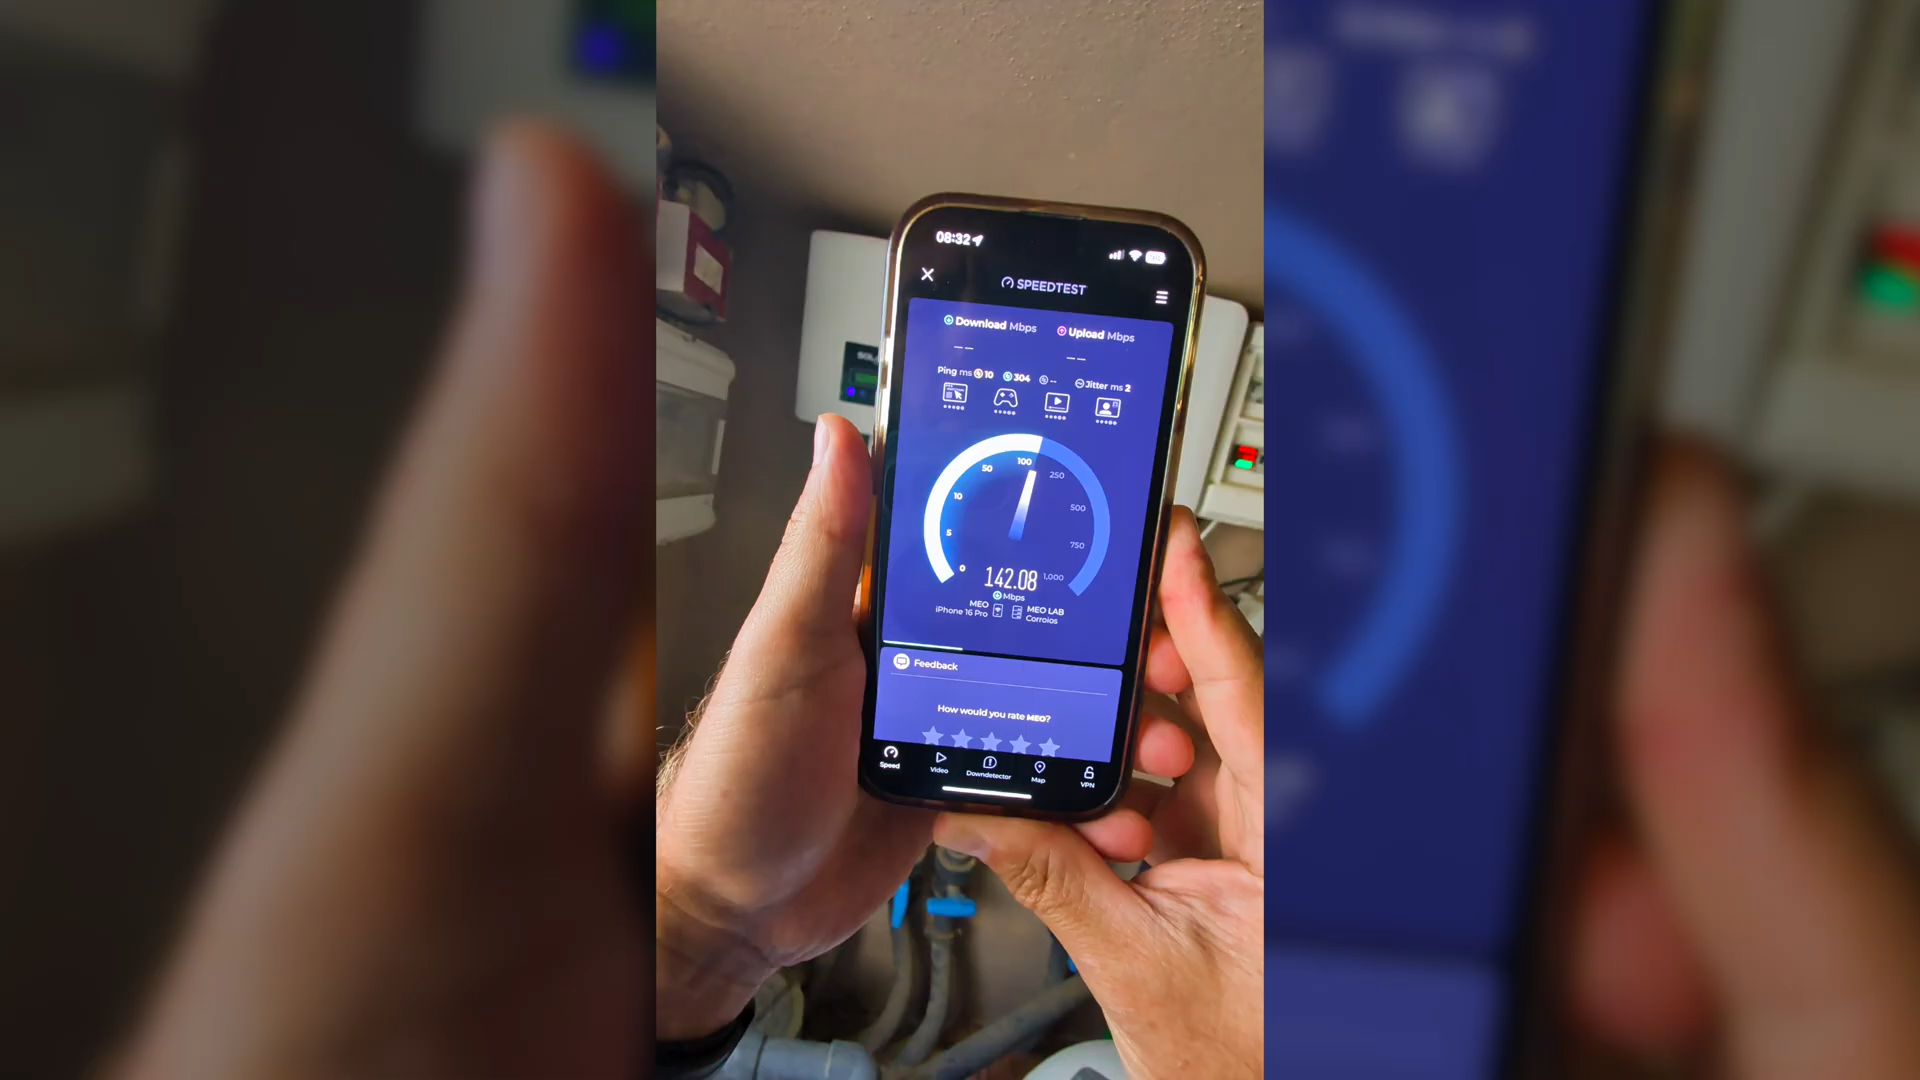 08:32
SPEEDTEST
Download Mbps Upload Mbps
-- --
Ping ms 10 304 -- Jitter ms 2
0
5
10
50
100
250
500
750
1,000
142.08
Mbps
MEO
iPhone 16 Pro
MEO LAB
Corroios
Feedback
How would you rate MEO?
Speed Video Downdetector Map VPN